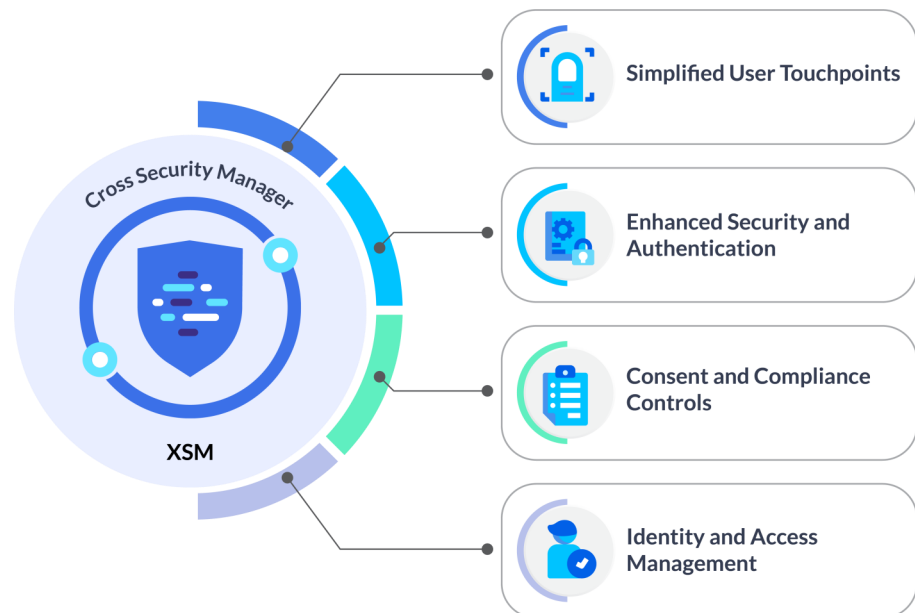 Cross Security Manager
XSM
Simplified User Touchpoints
Enhanced Security and
Authentication
Consent and Compliance
Controls
Identity and Access
Management